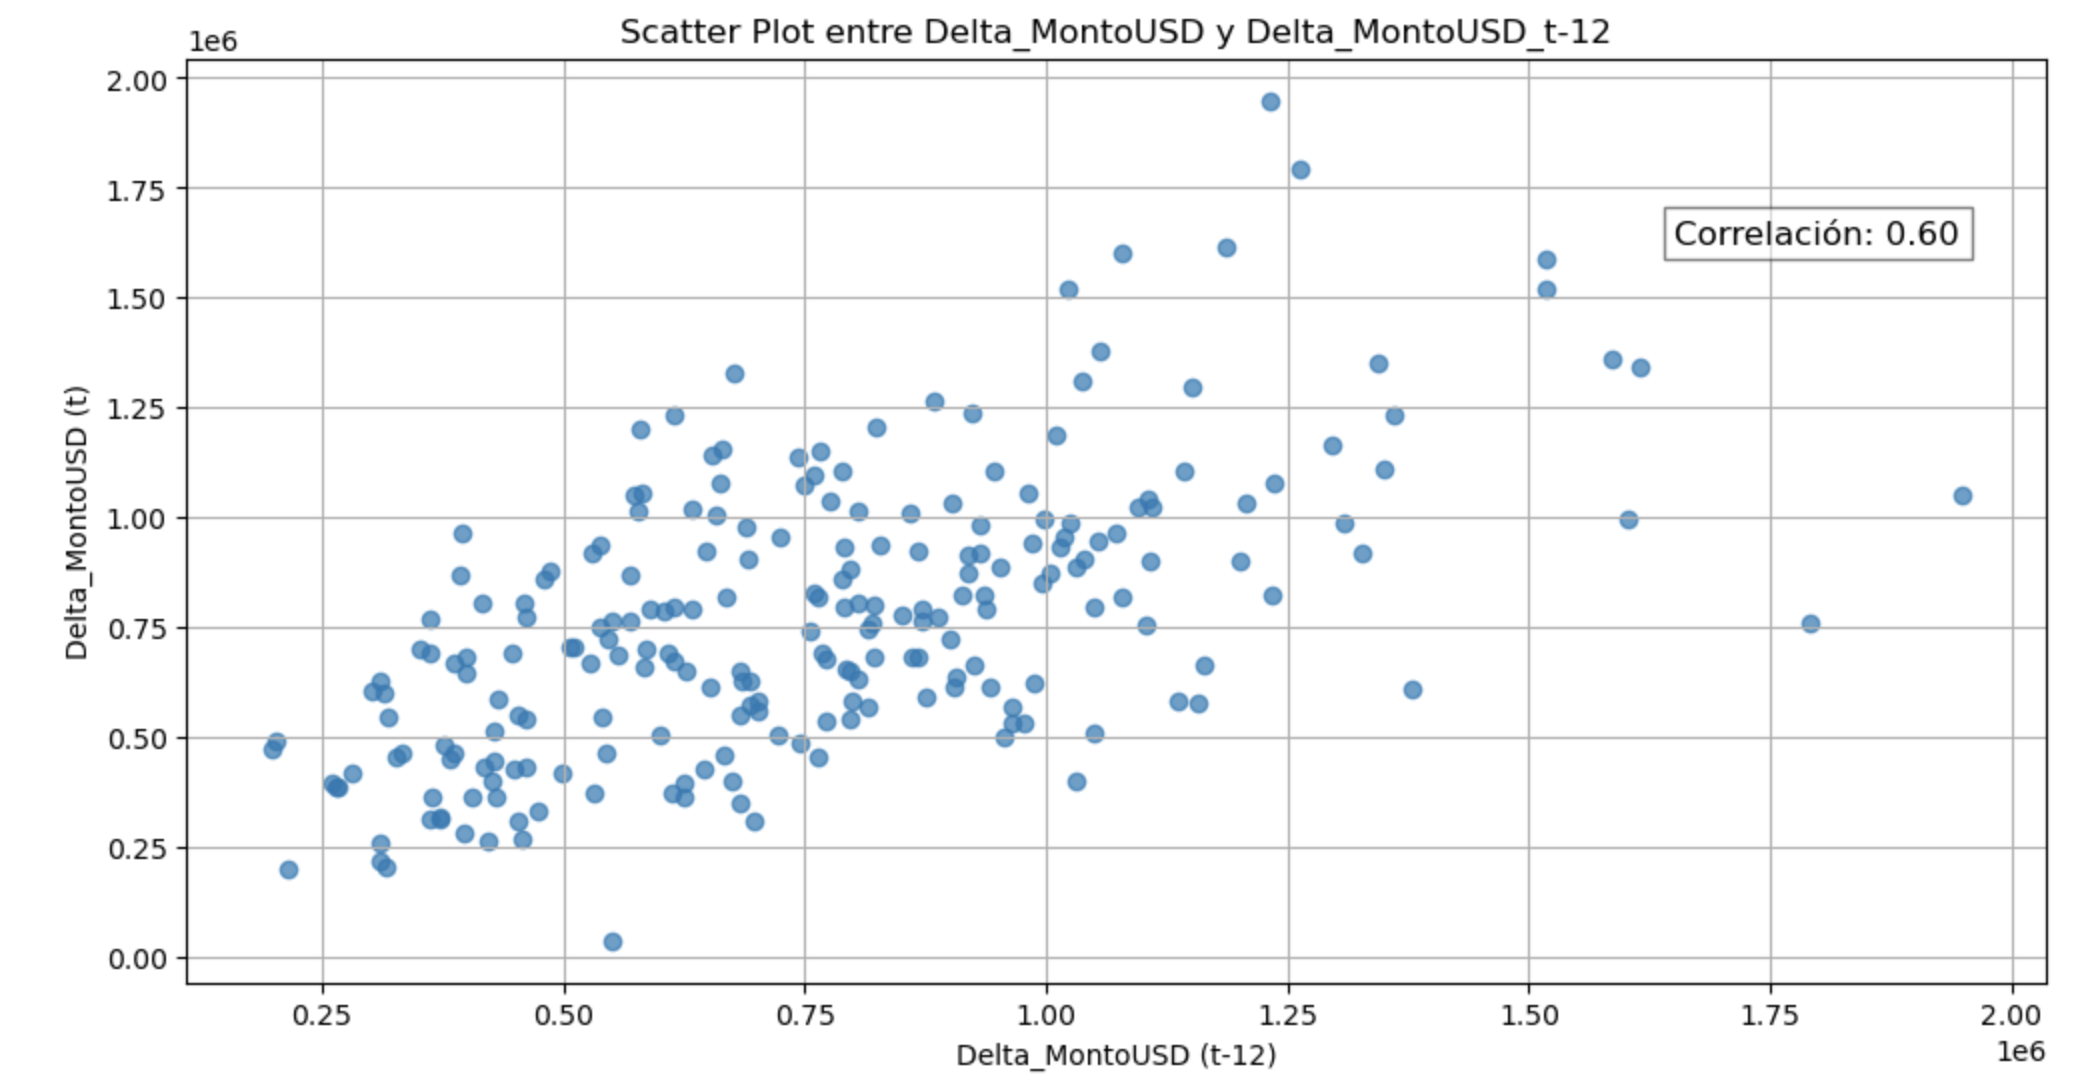 Scatter Plot entre Delta_MontoUSD y Delta_MontoUSD_t-12
1e6
2.00
1.75
1.50
1.25
1.00
0.75
0.50
0.25
0.00
Delta_MontoUSD (t)
Correlación: 0.60
0.25 0.50 0.75 1.00 1.25 1.50 1.75 2.00
1e6
Delta_MontoUSD (t-12)